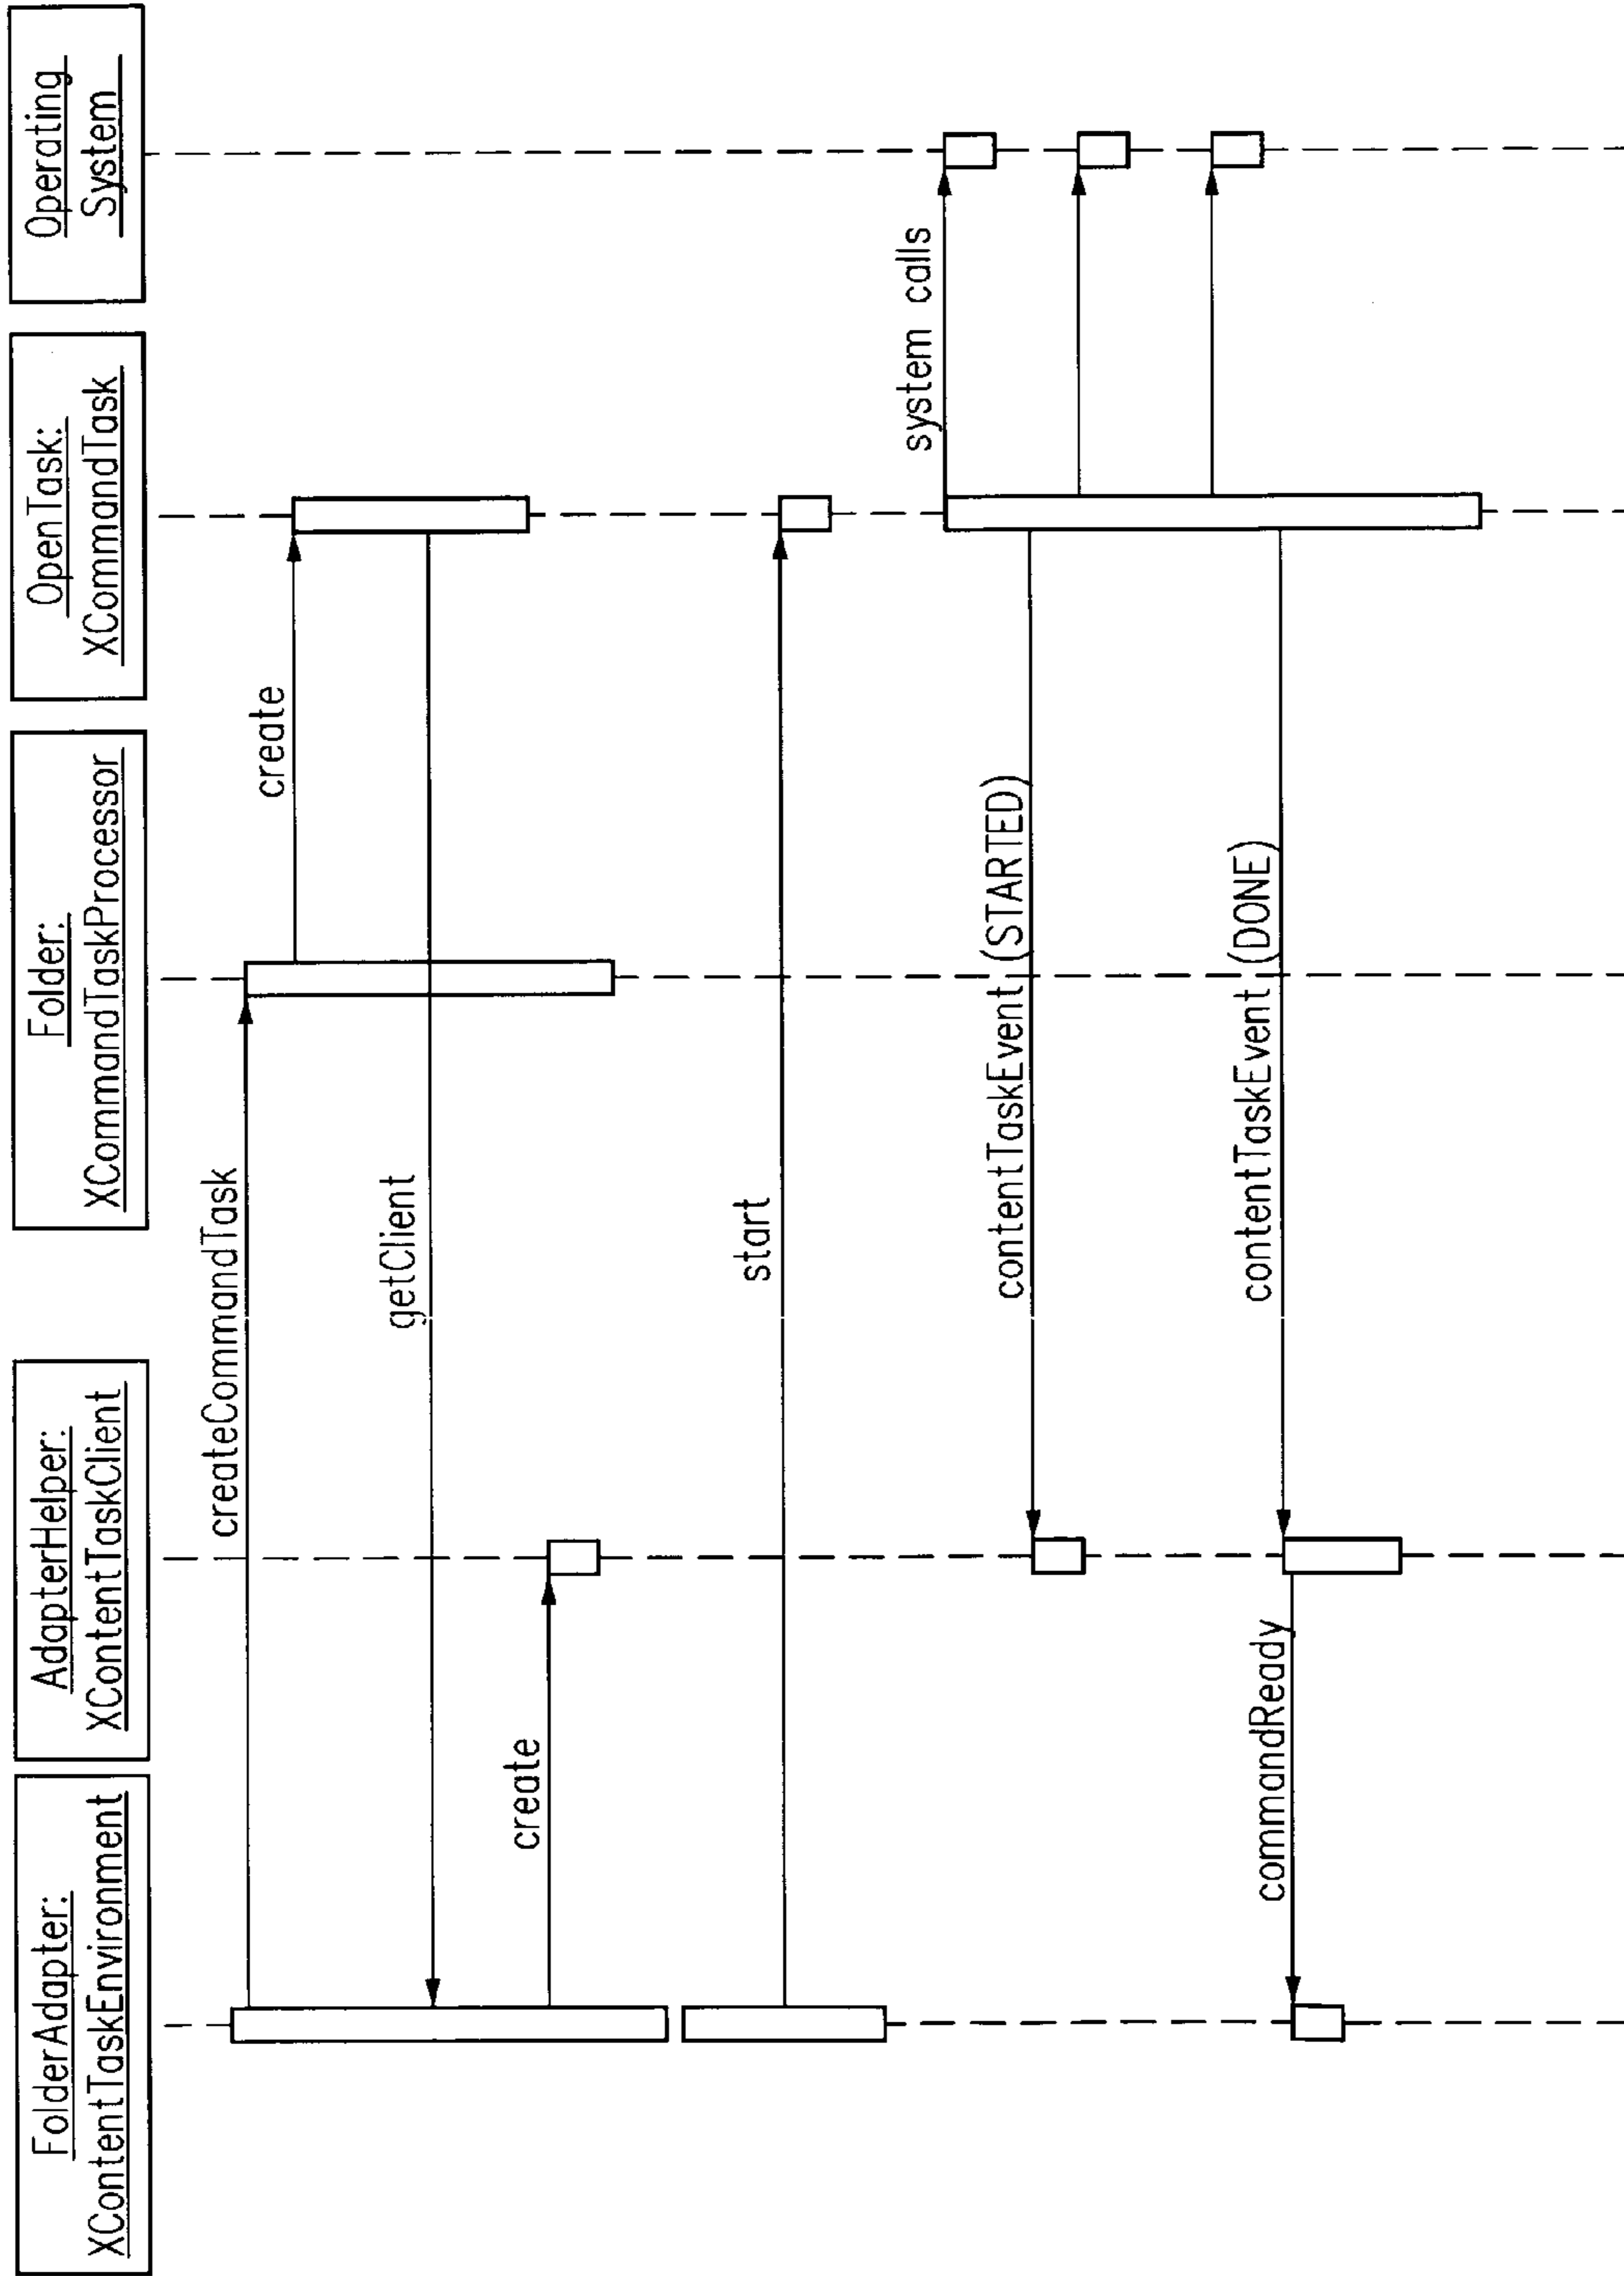 FolderAdapter:
XContentTaskEnvironment
AdapterHelper:
XContentTaskClient
Folder:
XCommandTaskProcessor
OpenTask:
XCommandTask
Operating
System
createCommandTask
create
getClient
create
start
system calls
contentTaskEvent (STARTED)
contentTaskEvent (DONE)
commandReady